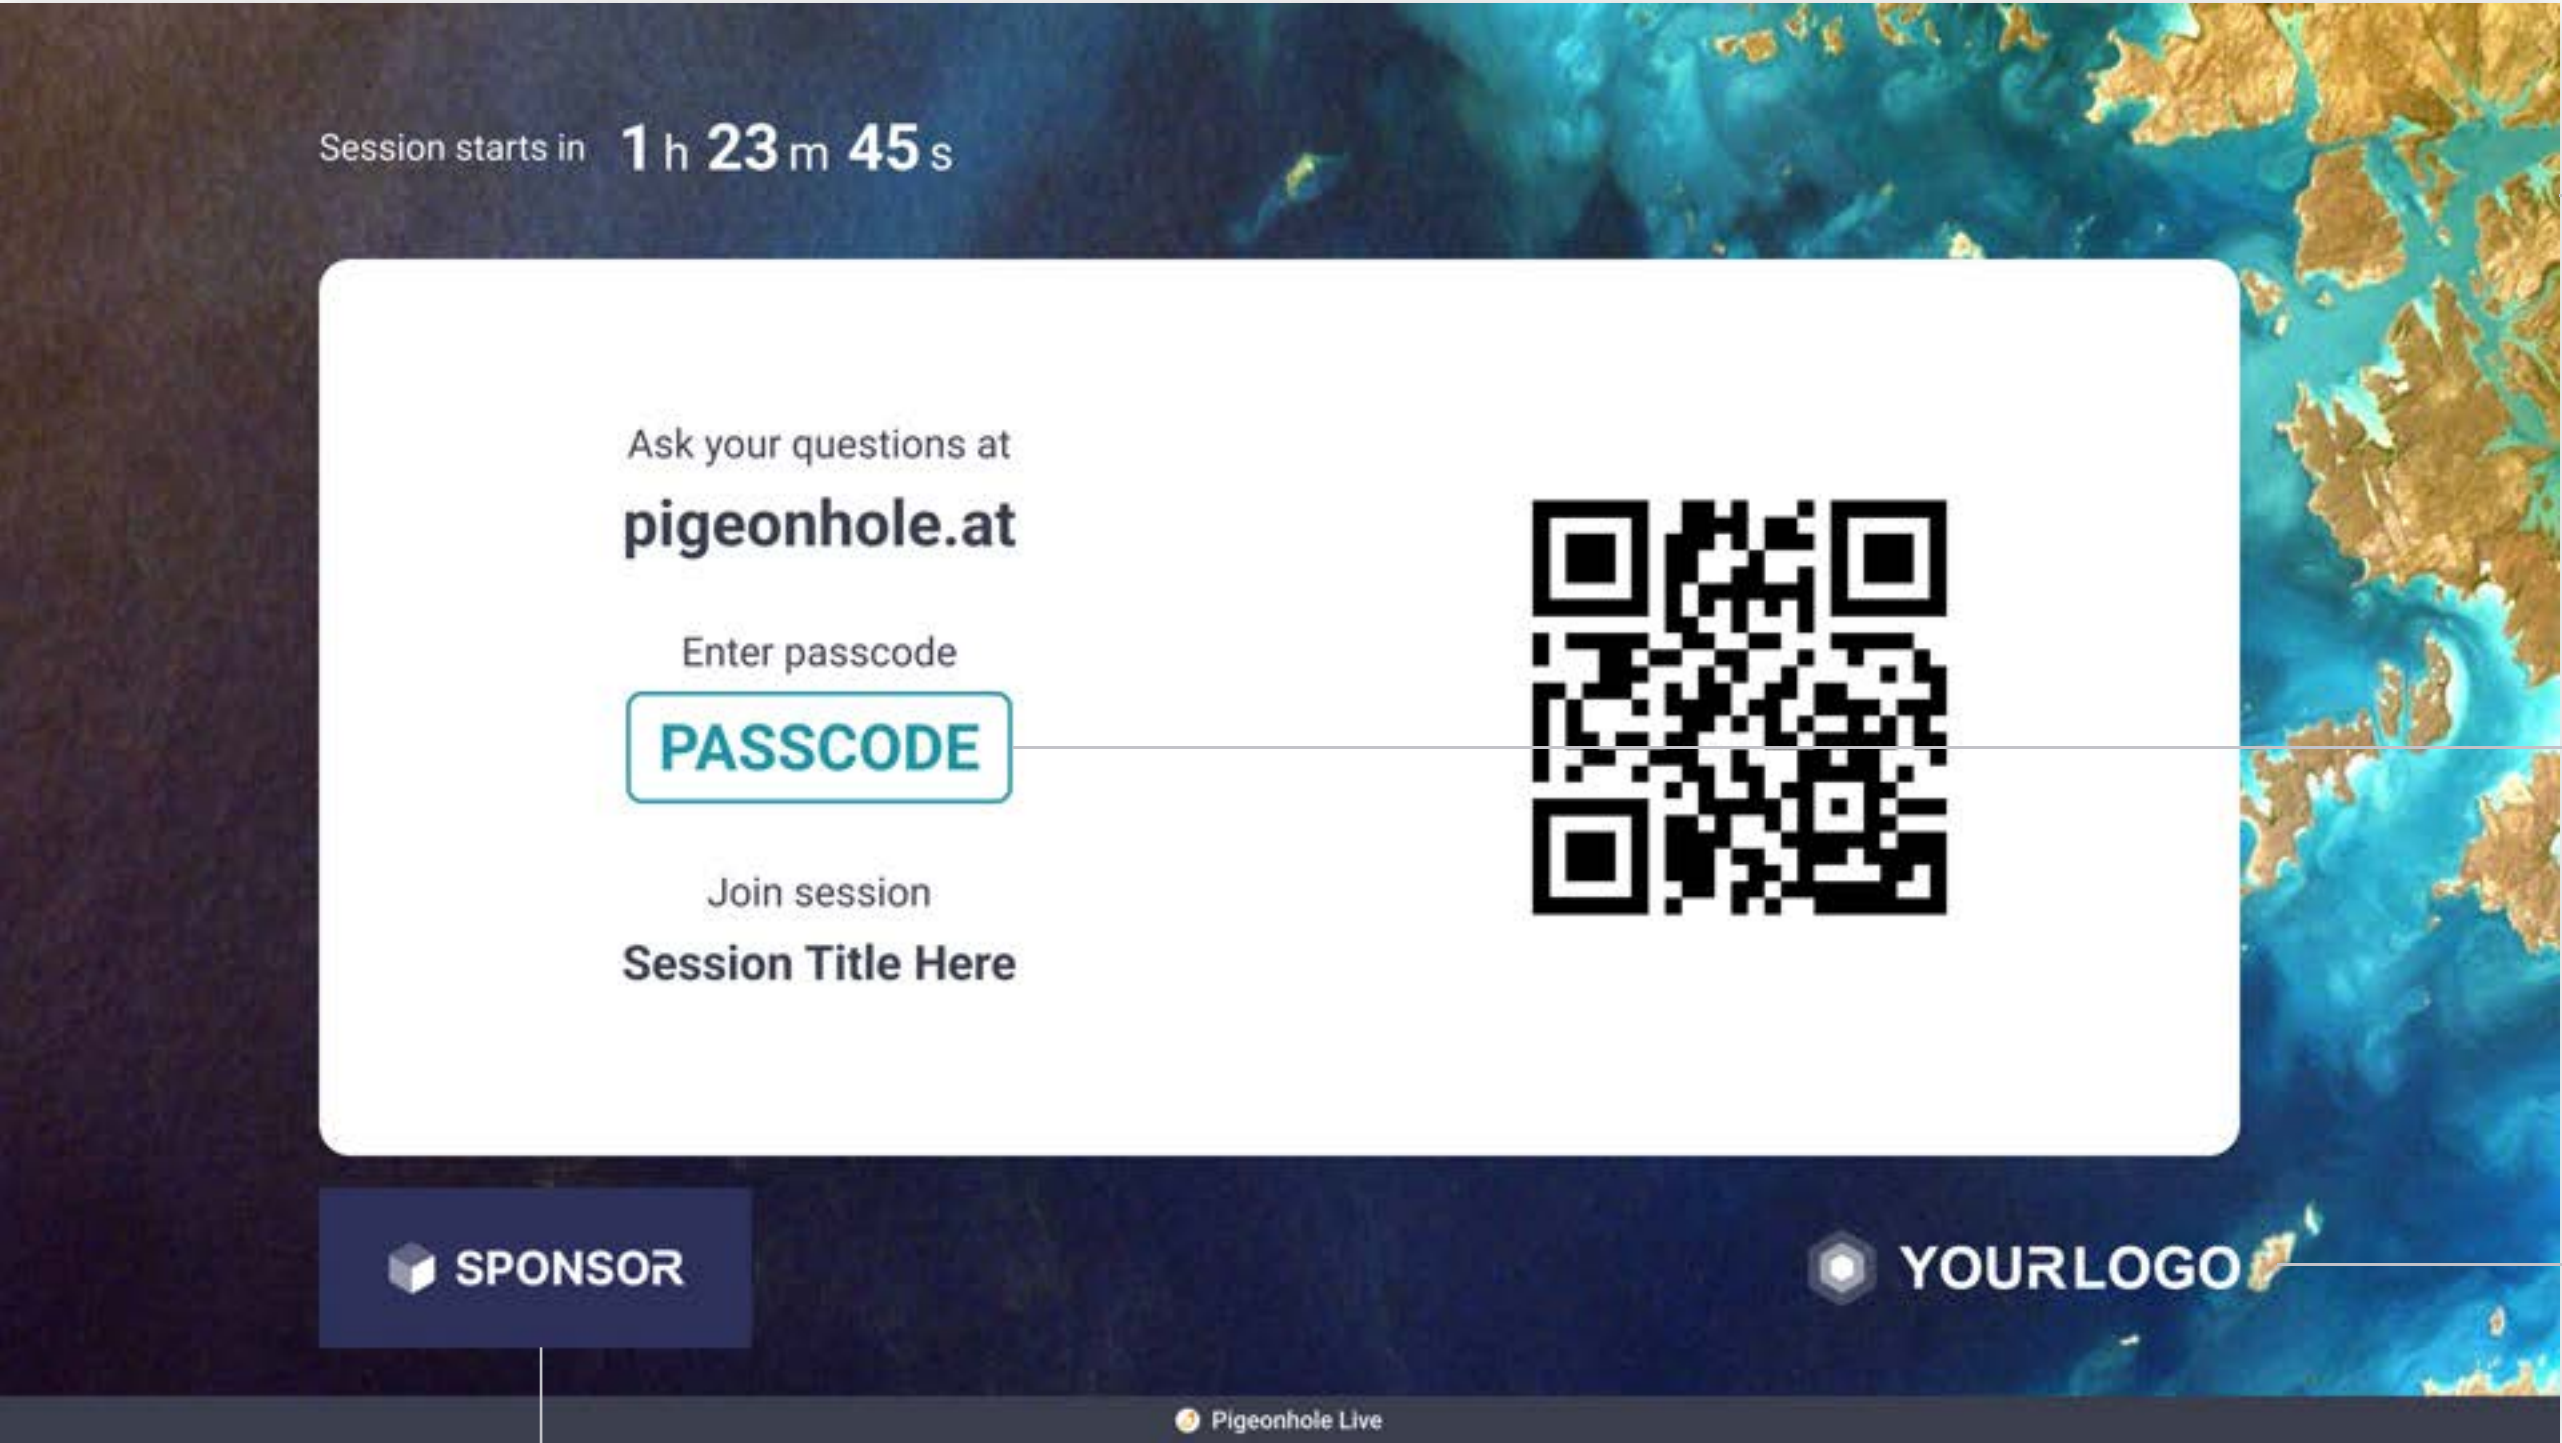 Session starts in 1 h 23 m 45 s
Ask your questions at
pigeonhole.at
Enter passcode
PASSCODE
Join session
Session Title Here
SPONSOR
YOURLOGO
Pigeonhole Live